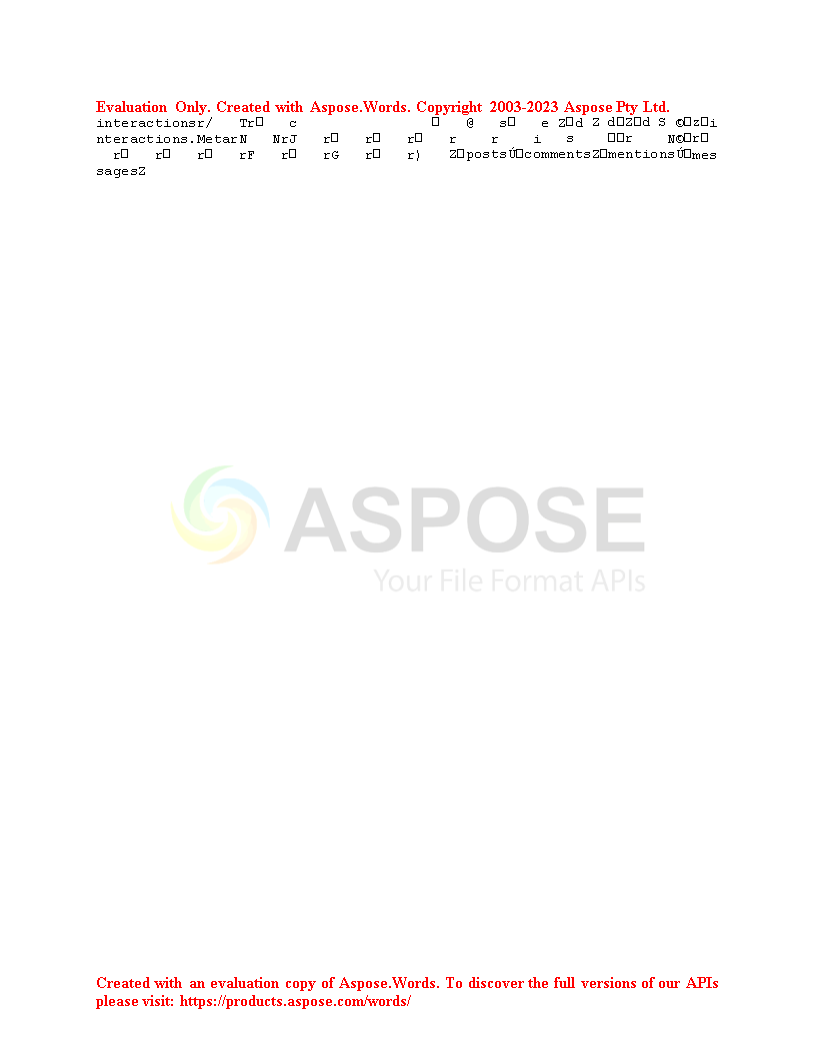 Evaluation Only. Created with Aspose.Words. Copyright 2003-2023 Aspose Pty Ltd.
interactionsr/ Tr□ c □ @ s□ e Z□d Z d□Z□d S ©□z□i
nteractions.MetarN NrJ r□ r□ r□ r r i s □□r N©□r□
r□ r□ r□ rF r□ rG r□ r) Z□postsÚ□commentsZ□mentionsÚ□mes
sagesZ
ASPOSE
Your File Format APIs
Created with an evaluation copy of Aspose.Words. To discover the full versions of our APIs
please visit: https://products.aspose.com/words/